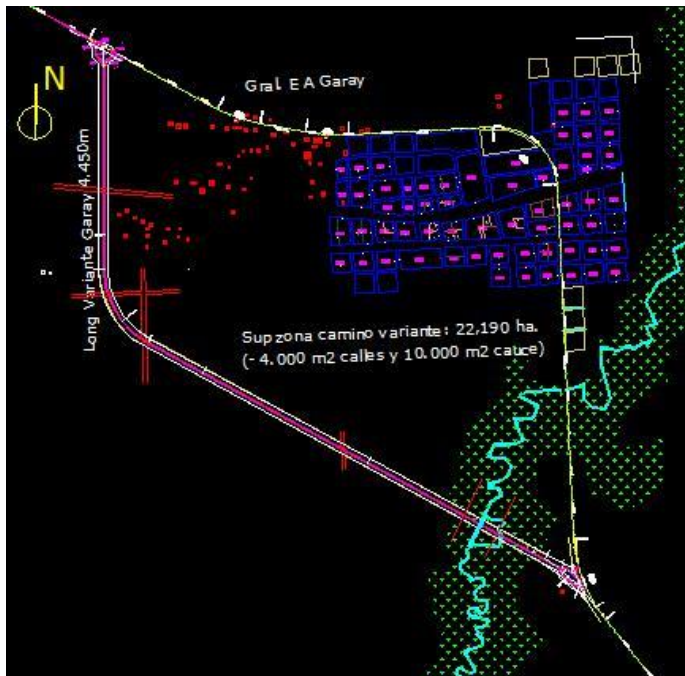 N
Gral. E A Garay
Long Variante Garay 4.450m
Sup zona camino variante: 22,190 ha.
(- 4.000 m2 calles y 10.000 m2 cauce)